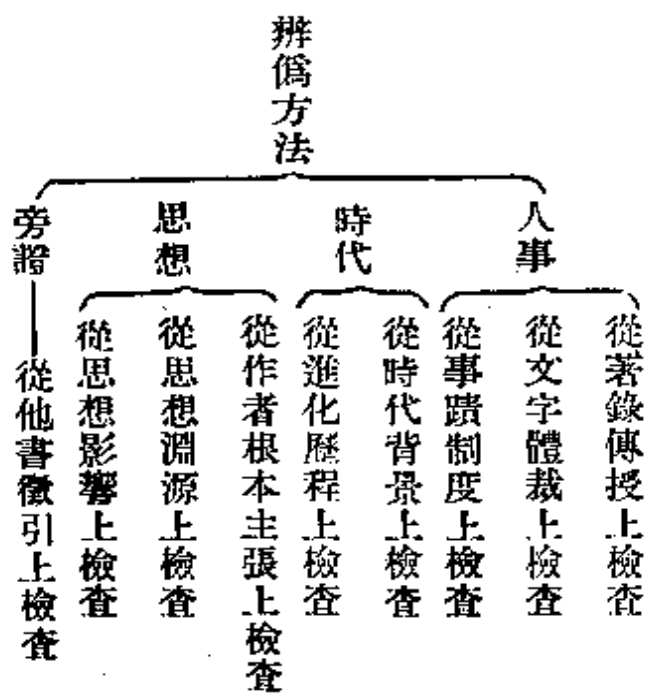 辨僞方法
人事
從著錄傳授上檢查
從文字體裁上檢查
從事蹟制度上檢查
時代
從時代背景上檢查
從進化歷程上檢查
思想
從作者根本主張上檢查
從思想淵源上檢查
從思想影響上檢查
旁證
從他書徵引上檢查